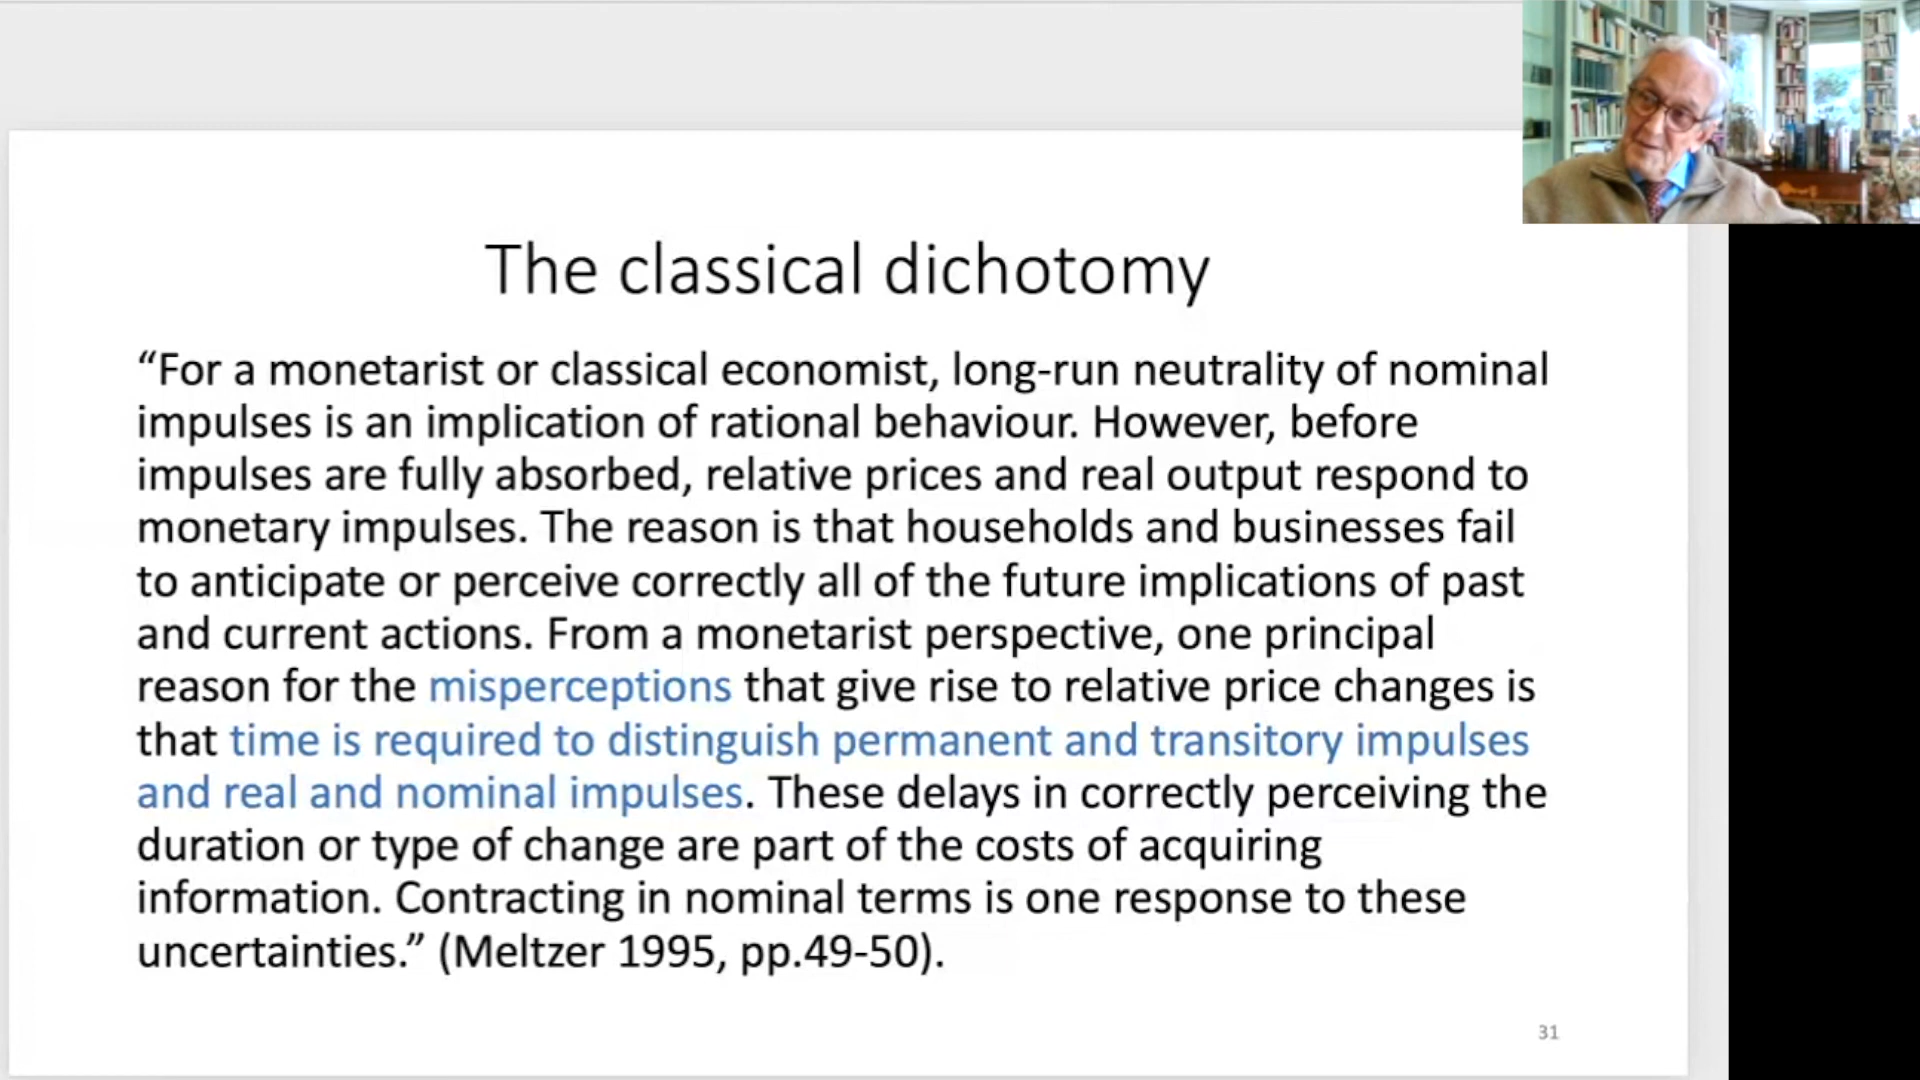 The classical dichotomy
“For a monetarist or classical economist, long-run neutrality of nominal
impulses is an implication of rational behaviour. However, before
impulses are fully absorbed, relative prices and real output respond to
monetary impulses. The reason is that households and businesses fail
to anticipate or perceive correctly all of the future implications of past
and current actions. From a monetarist perspective, one principal
reason for the misperceptions that give rise to relative price changes is
that time is required to distinguish permanent and transitory impulses
and real and nominal impulses. These delays in correctly perceiving the
duration or type of change are part of the costs of acquiring
information. Contracting in nominal terms is one response to these
uncertainties.” (Meltzer 1995, pp.49-50).
31